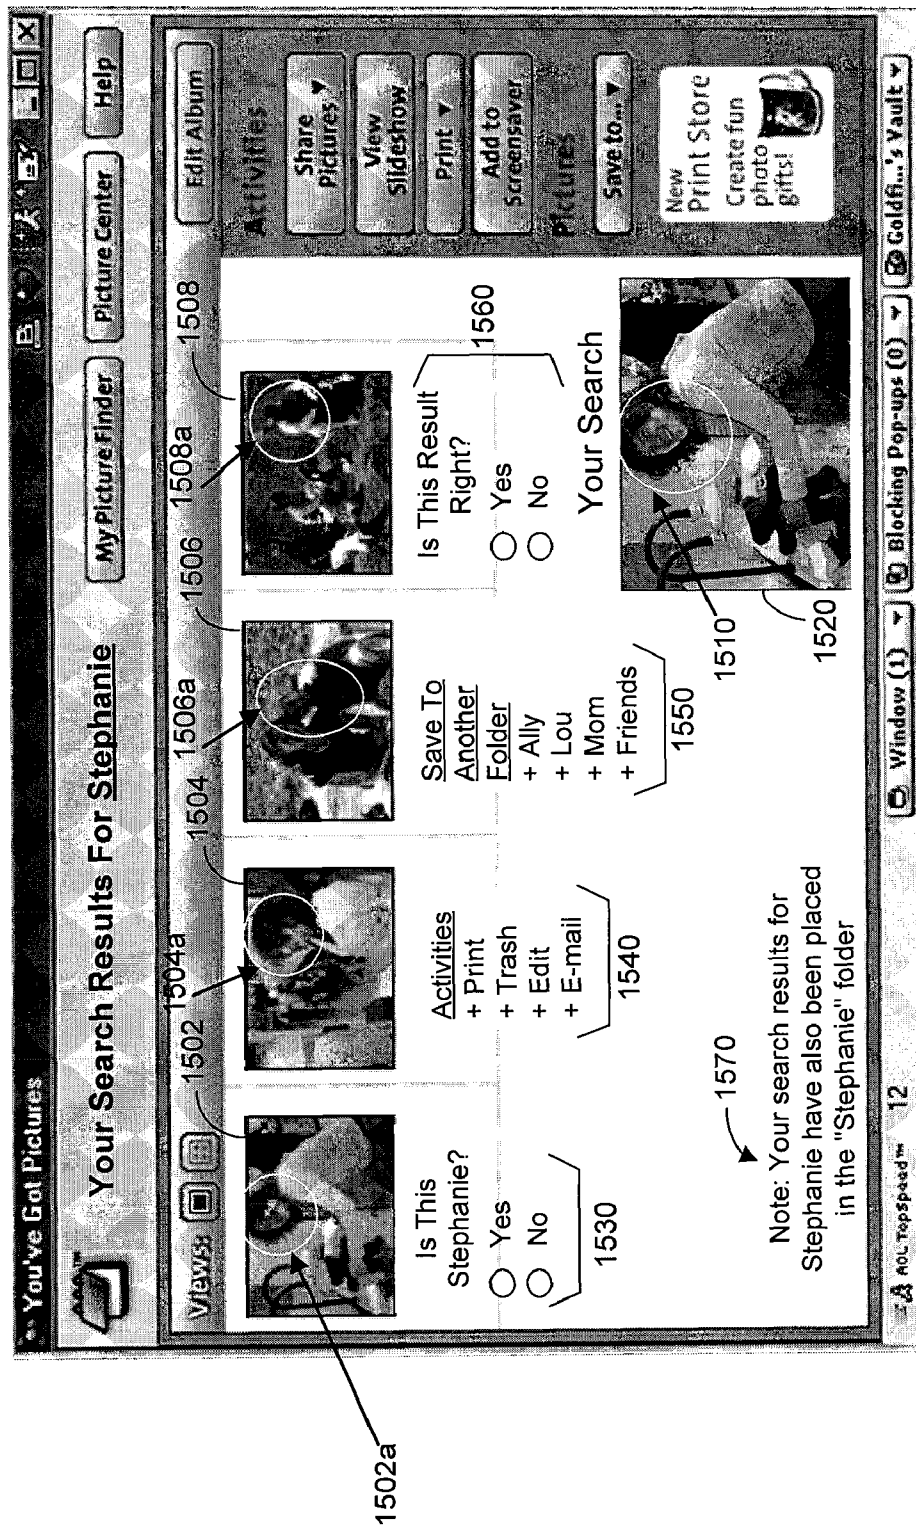 You've Got Pictures
Your Search Results For Stephanie
My Picture Finder
Picture Center
Help
Views:
Edit Album
1502
1504a
1504
1506a
1506
1508a
1508
1502a
Is This
Stephanie?
Yes
No
1530
Activities
+ Print
+ Trash
+ Edit
+ E-mail
1540
Save To
Another
Folder
+ Ally
+ Lou
+ Mom
+ Friends
1550
Is This Result
Right?
Yes
No
1560
Your Search
1510
1520
1570
Note: Your search results for
Stephanie have also been placed
in the "Stephanie" folder
Activities
Share
Pictures
View
Slideshow
Print
Add to
Screensaver
Pictures
Save to...
New
Print Store
Create fun
photo
gifts!
AOL TopSpeed™
12
Window (1)
Blocking Pop-ups (0)
Goldfi...'s Vault